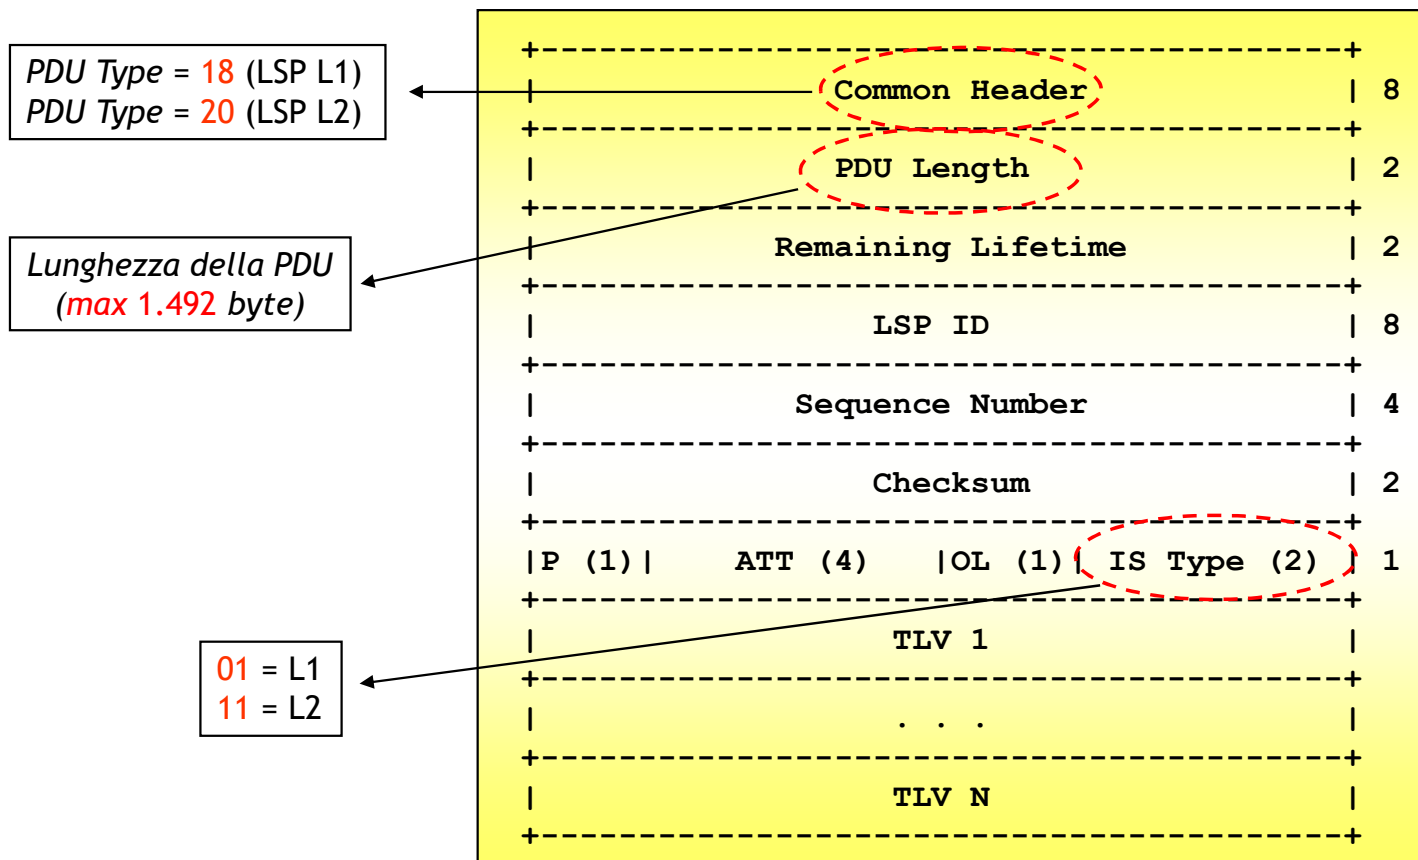 PDU Type = 18 (LSP L1)
PDU Type = 20 (LSP L2)
Lunghezza della PDU
(max 1.492 byte)
01 = L1
11 = L2
+------------------------------------------+
| Common Header | 8
+------------------------------------------+
| PDU Length | 2
+------------------------------------------+
| Remaining Lifetime | 2
+------------------------------------------+
| LSP ID | 8
+------------------------------------------+
| Sequence Number | 4
+------------------------------------------+
| Checksum | 2
+------------------------------------------+
|P (1)| ATT (4) |OL (1)| IS Type (2) | 1
+------------------------------------------+
| TLV 1 |
+------------------------------------------+
| . . . |
+------------------------------------------+
| TLV N |
+------------------------------------------+